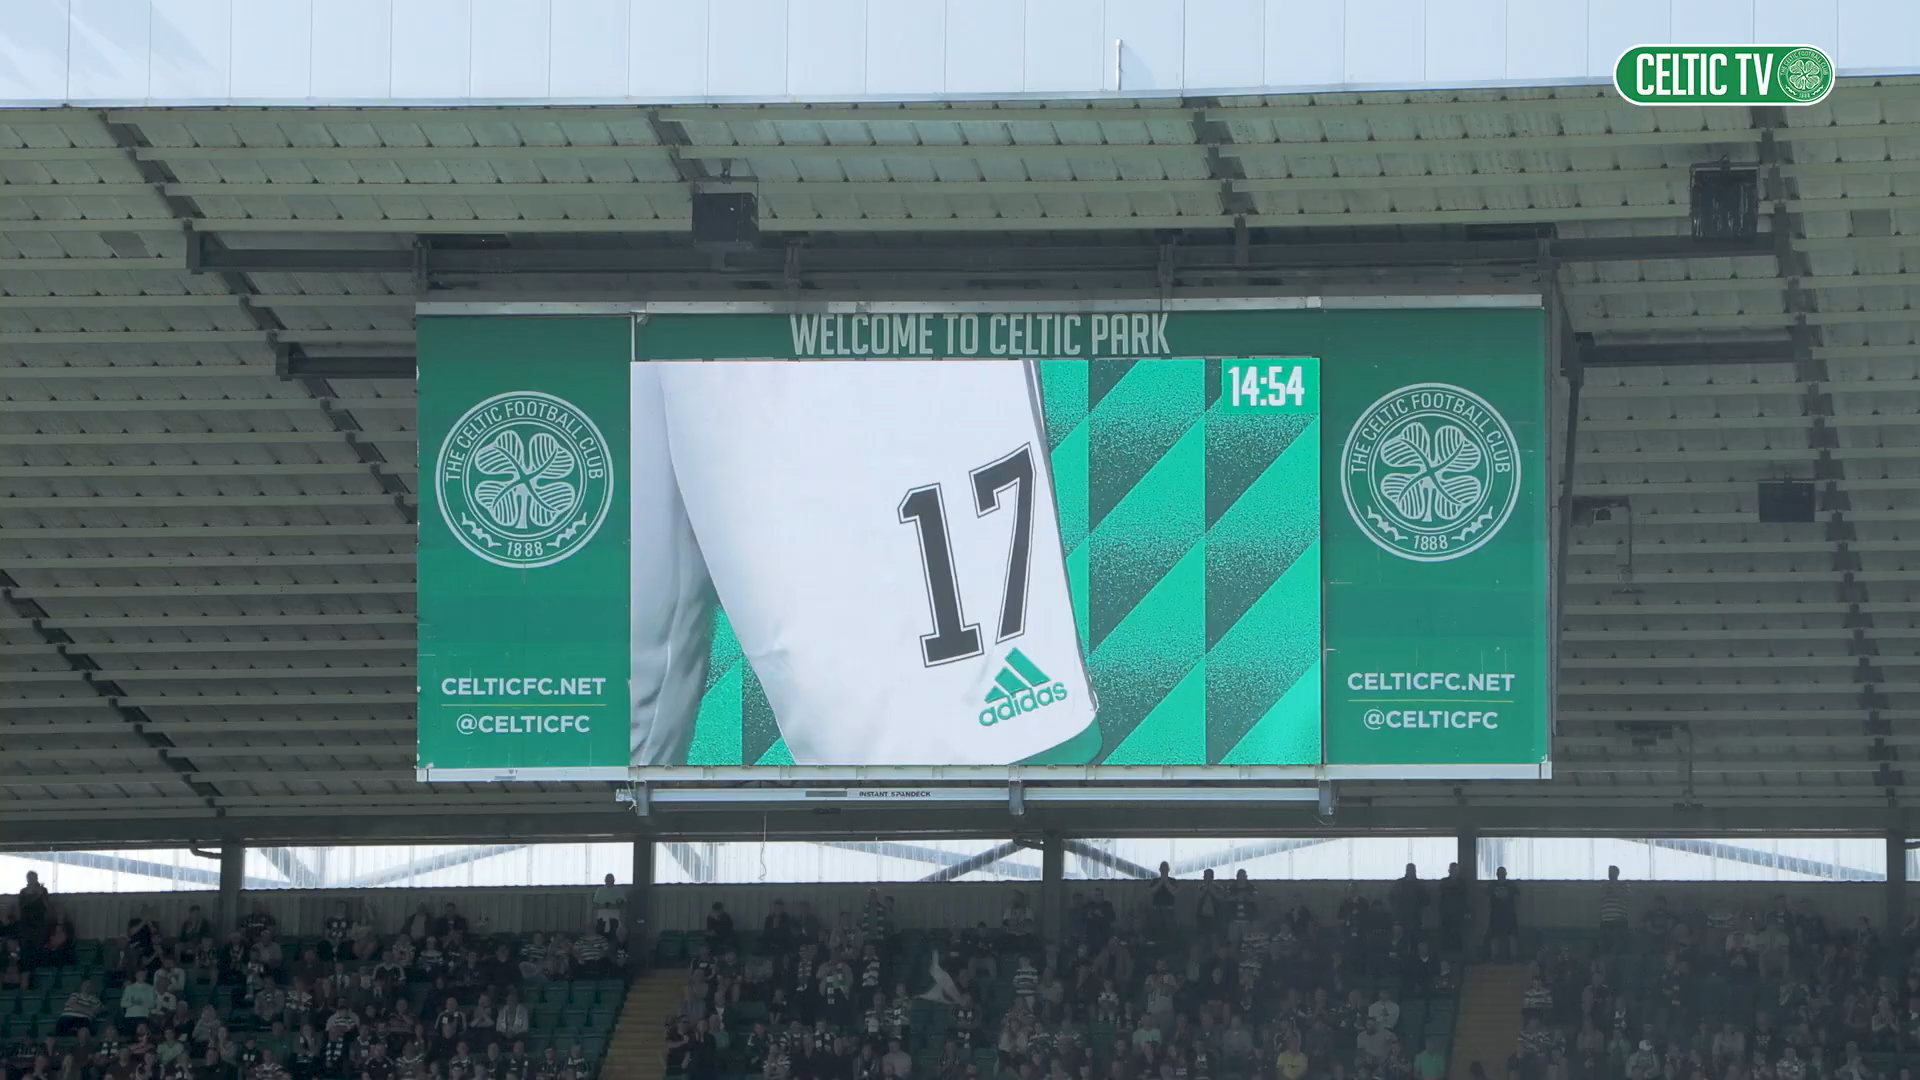 CELTIC TV
WELCOME TO CELTIC PARK
14:54
THE CELTIC FOOTBALL CLUB
1888
CELTICFC.NET
@CELTICFC
17
adidas
THE CELTIC FOOTBALL CLUB
1888
CELTICFC.NET
@CELTICFC
INSTANT SPANDECK